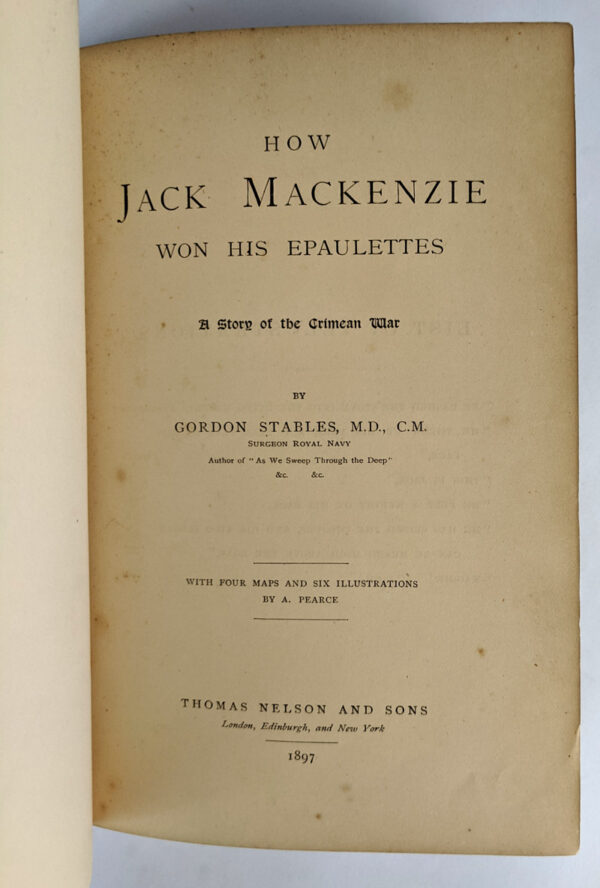 HOW
JACK MACKENZIE
WON HIS EPAULETTES
A Story of the Crimean War
BY
GORDON STABLES, M.D., C.M.
SURGEON ROYAL NAVY
Author of "As We Sweep Through the Deep"
&c. &c.
WITH FOUR MAPS AND SIX ILLUSTRATIONS
BY A. PEARCE
THOMAS NELSON AND SONS
London, Edinburgh, and New York
1897